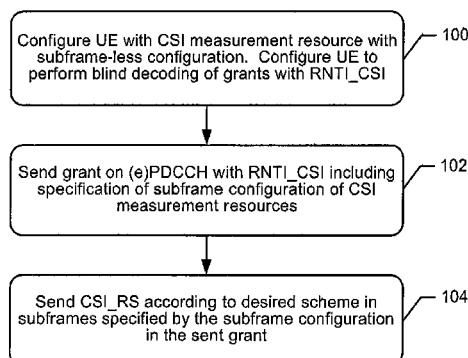 Configure UE with CSI measurement resource with
subframe-less configuration. Configure UE to
perform blind decoding of grants with RNTI_CSI
100
Send grant on (e)PDCCH with RNTI_CSI including
specification of subframe configuration of CSI
measurement resources
102
Send CSI_RS according to desired scheme in
subframes specified by the subframe configuration
in the sent grant
104